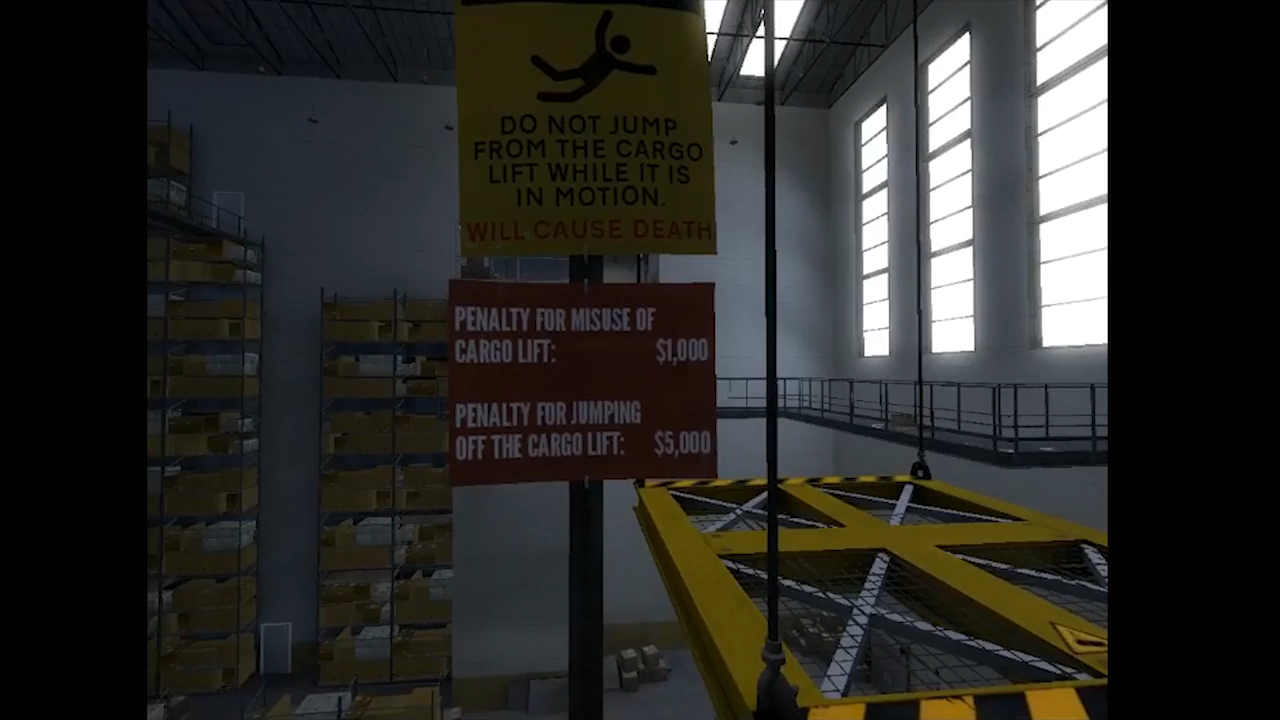 DO NOT JUMP
FROM THE CARGO
LIFT WHILE IT IS
IN MOTION.
WILL CAUSE DEATH
PENALTY FOR MISUSE OF
CARGO LIFT: $1,000
PENALTY FOR JUMPING
OFF THE CARGO LIFT: $5,000